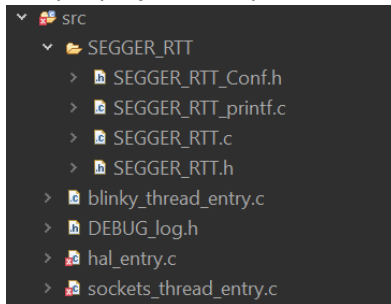 src
SEGGER_RTT
SEGGER_RTT_Conf.h
SEGGER_RTT_printf.c
SEGGER_RTT.c
SEGGER_RTT.h
blinky_thread_entry.c
DEBUG_log.h
hal_entry.c
sockets_thread_entry.c